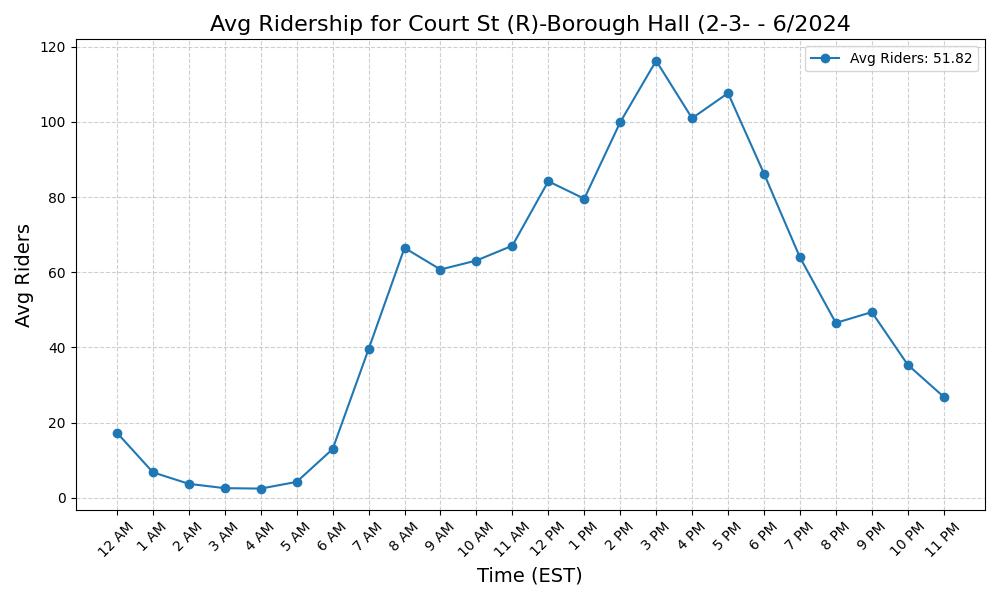 Avg Ridership for Court St (R)-Borough Hall (2-3- - 6/2024
Avg Riders: 51.82
Avg Riders
120
100
80
60
40
20
0
12 AM
1 AM
2 AM
3 AM
4 AM
5 AM
6 AM
7 AM
8 AM
9 AM
10 AM
11 AM
12 PM
1 PM
2 PM
3 PM
4 PM
5 PM
6 PM
7 PM
8 PM
9 PM
10 PM
11 PM
Time (EST)